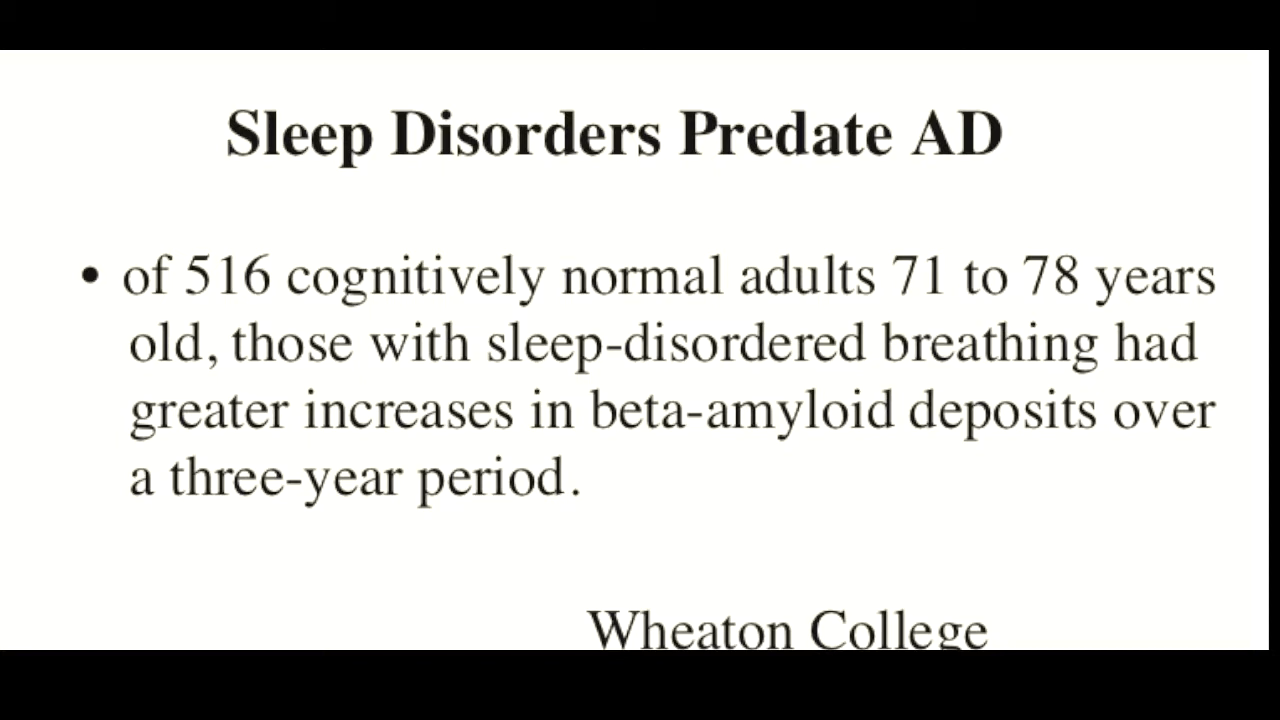 Sleep Disorders Predate AD
• of 516 cognitively normal adults 71 to 78 years
old, those with sleep-disordered breathing had
greater increases in beta-amyloid deposits over
a three-year period.
Wheaton College